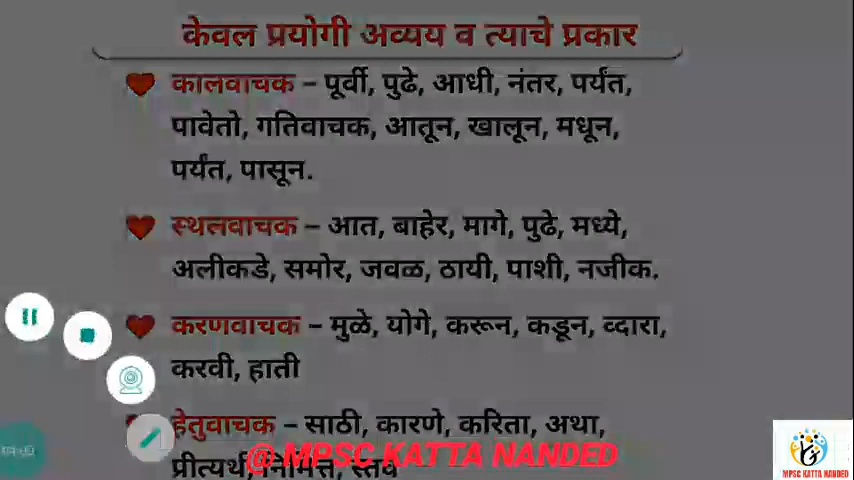 केवल प्रयोगी अव्यय व त्याचे प्रकार
कालवाचक – पूर्वी, पुढे, आधी, नंतर, पर्यंत,
पावेतो, गतिवाचक, आतून, खालून, मधून,
पर्यंत, पासून.
स्थलवाचक – आत, बाहेर, मागे, पुढे, मध्ये,
अलीकडे, समोर, जवळ, ठायी, पाशी, नजीक.
करणवाचक – मुळे, योगे, करून, कडून, व्दारा,
करवी, हाती
हेतुवाचक – साठी, कारणे, करिता, अथा,
प्रीत्यर्थ, निमित्त, स्तव
@ MPSC KATTA NANDED
MPSC KATTA NANDED